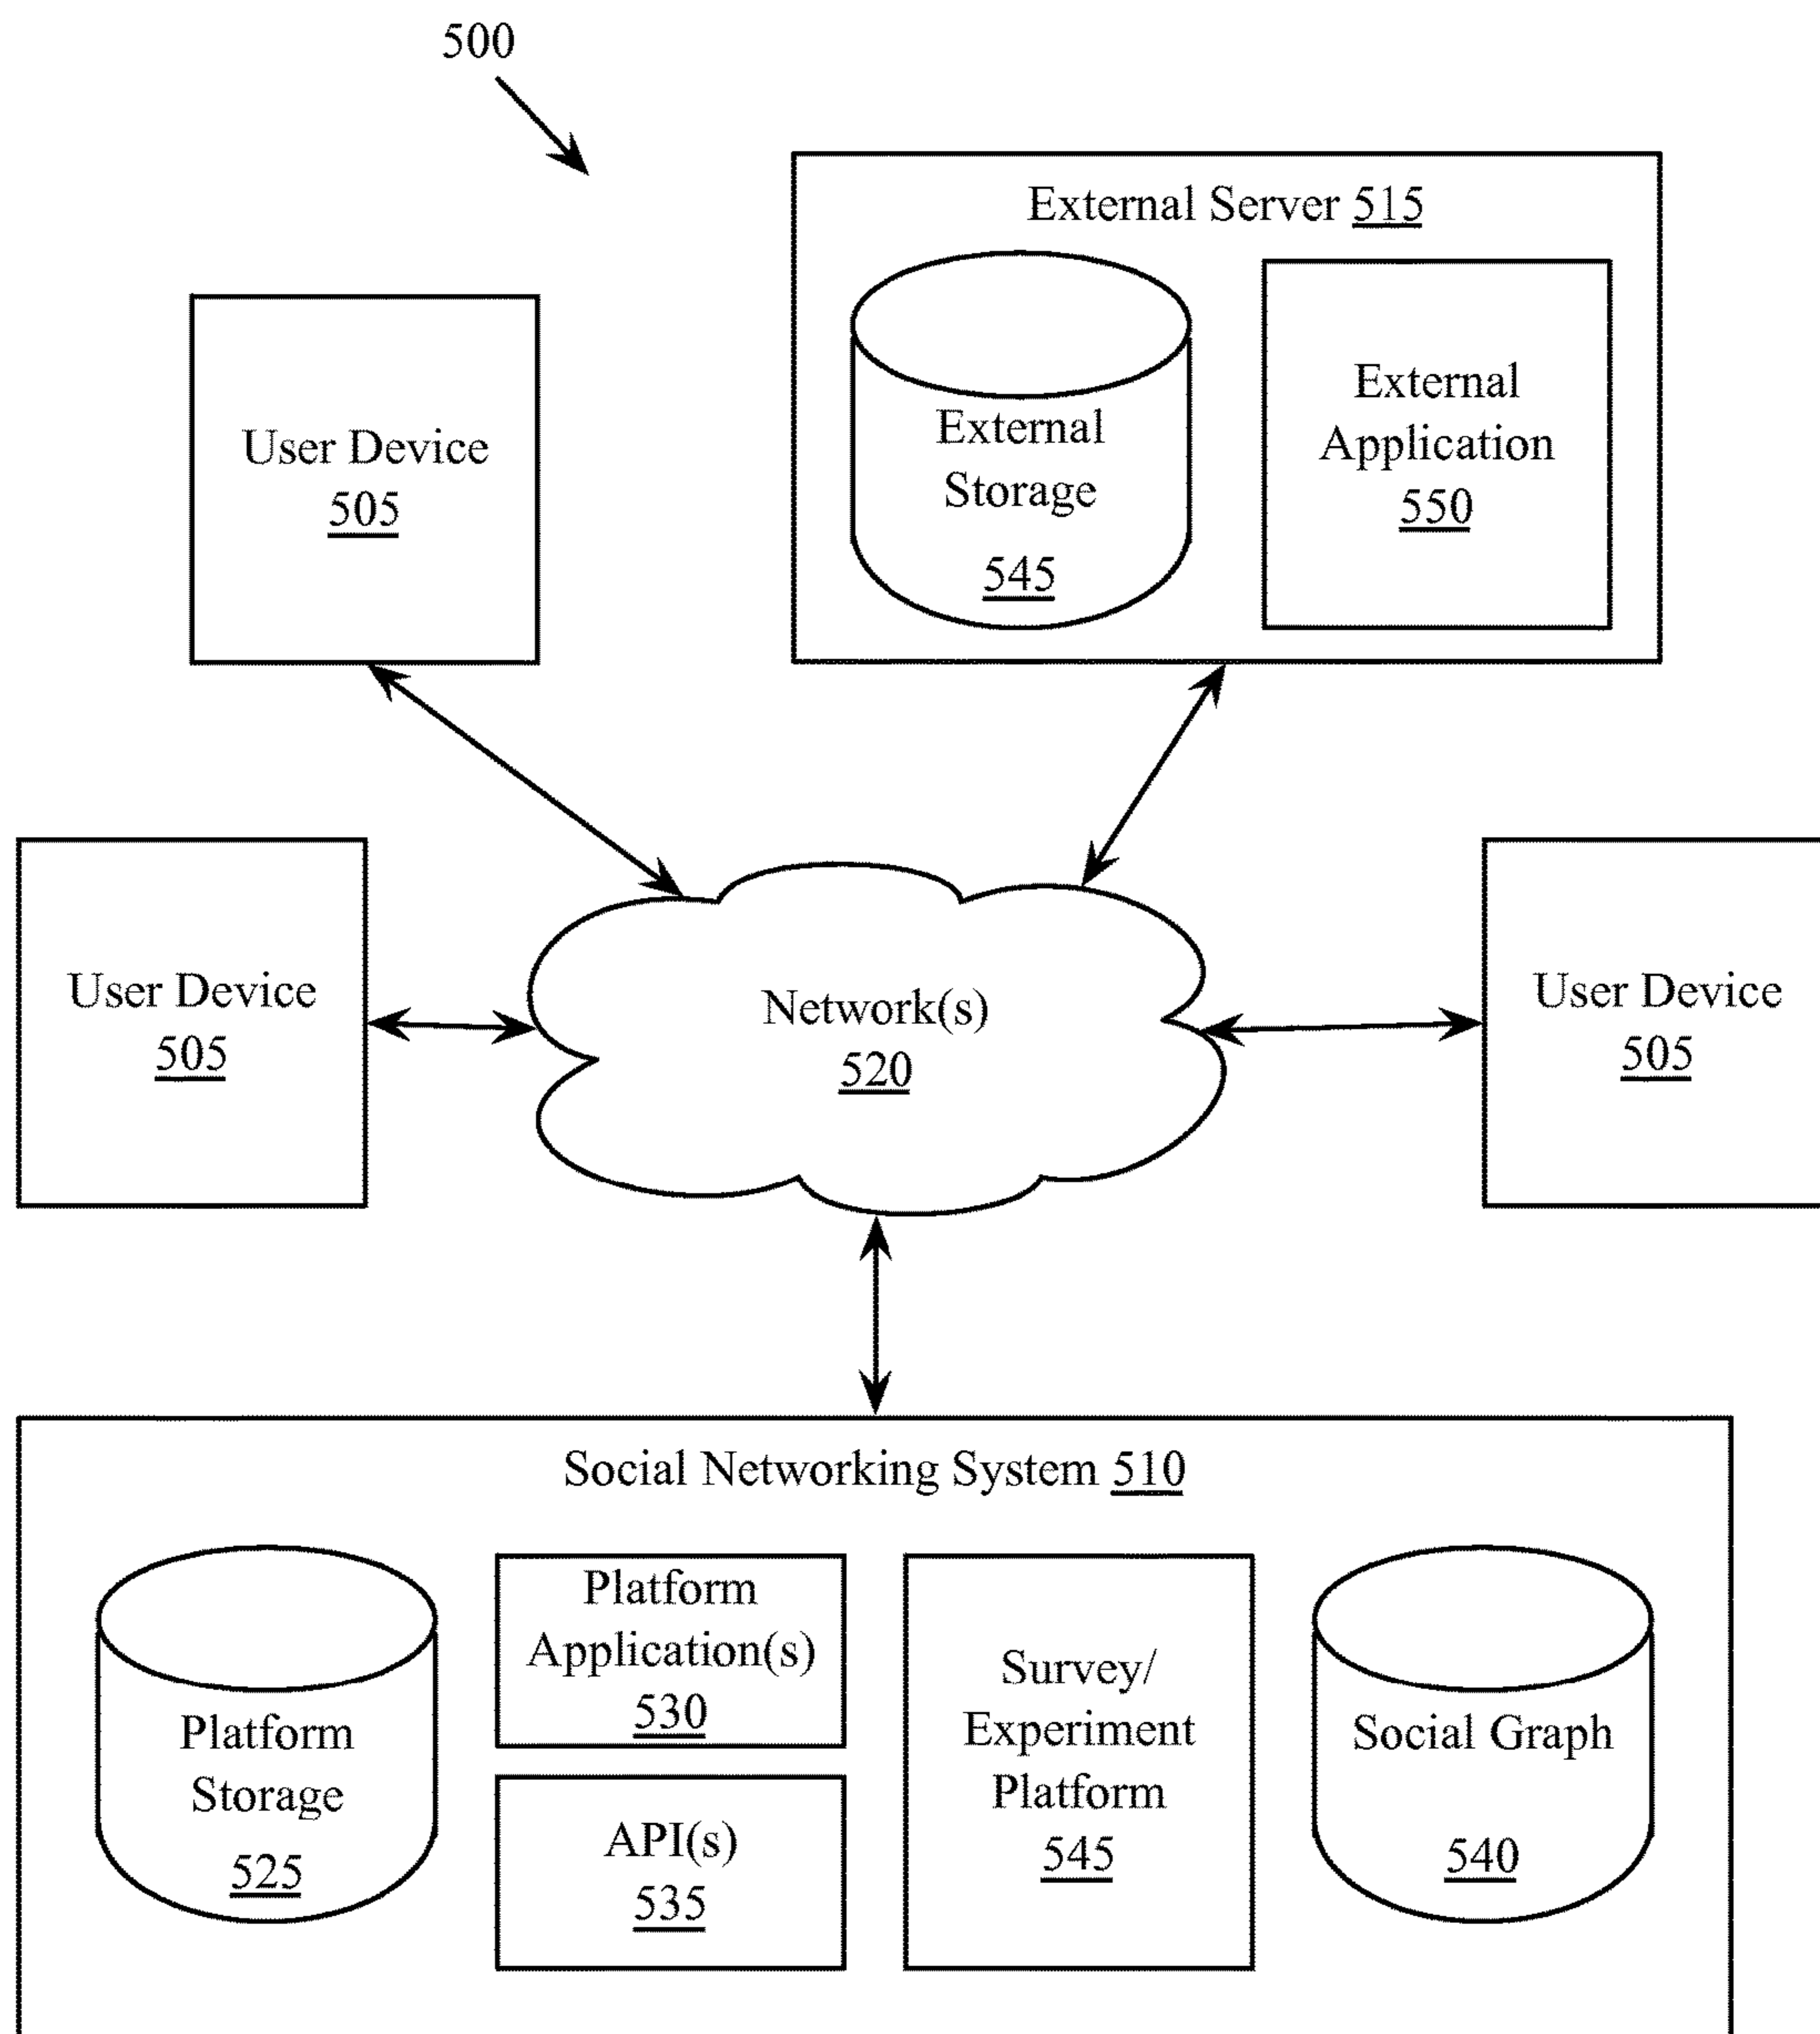 500
External Server 515
User Device
505
External
Storage
545
External
Application
550
User Device
505
Network(s)
520
User Device
505
Social Networking System 510
Platform
Storage
525
Platform
Application(s)
530
API(s)
535
Survey/
Experiment
Platform
545
Social Graph
540